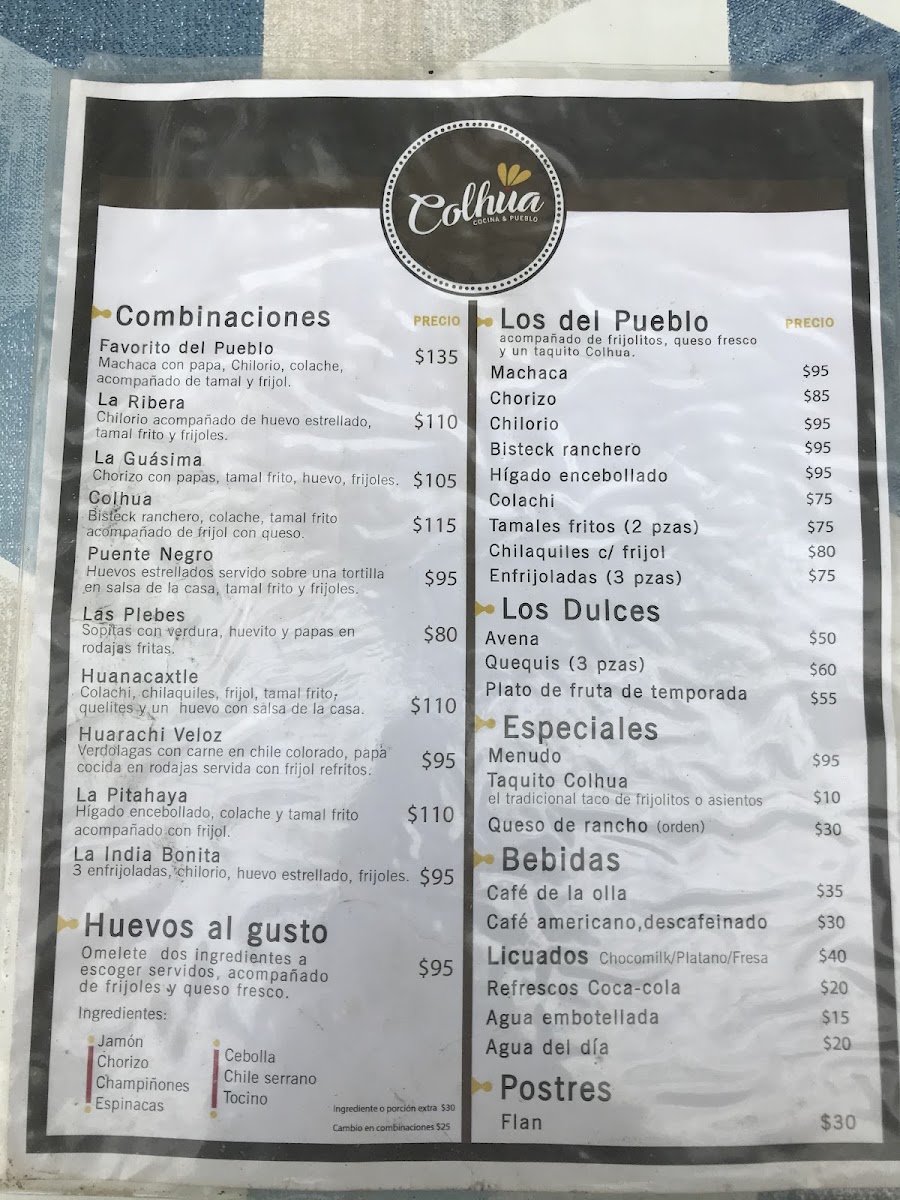 Colhua
COCINA & PUEBLO
Combinaciones PRECIO
Favorito del Pueblo
Machaca con papa, Chilorio, colache, $135
acompañado de tamal y frijol.
La Ribera
Chilorio acompañado de huevo estrellado, $110
tamal frito y frijoles.
La Guásima
Chorizo con papas, tamal frito, huevo, frijoles. $105
Colhua
Bisteck ranchero, colache, tamal frito $115
acompañado de frijol con queso.
Puente Negro
Huevos estrellados servido sobre una tortilla $95
en salsa de la casa, tamal frito y frijoles.
Las Plebes
Sopitas con verdura, huevito y papas en $80
rodajas fritas.
Huanacaxtle
Colachi, chilaquiles, frijol, tamal frito,
quelites y un huevo con salsa de la casa. $110
Huarachi Veloz
Verdolagas con carne en chile colorado, papa $95
cocida en rodajas servida con frijol refritos.
La Pitahaya
Hígado encebollado, colache y tamal frito $110
acompañado con frijol.
La India Bonita
3 enfrijoladas, chilorio, huevo estrellado, frijoles. $95
Huevos al gusto
Omelete dos ingredientes a
escoger servidos, acompañado $95
de frijoles y queso fresco.
Ingredientes:
Jamón
Chorizo
Champiñones
Espinacas
Cebolla
Chile serrano
Tocino
Ingrediente o porción extra $30
Cambio en combinaciones $25
Los del Pueblo PRECIO
acompañado de frijolitos, queso fresco
y un taquito Colhua.
Machaca $95
Chorizo $85
Chilorio $95
Bisteck ranchero $95
Hígado encebollado $95
Colachi $75
Tamales fritos (2 pzas) $75
Chilaquiles c/ frijol $80
Enfrijoladas (3 pzas) $75
Los Dulces
Avena $50
Quequis (3 pzas) $60
Plato de fruta de temporada $55
Especiales
Menudo $95
Taquito Colhua
el tradicional taco de frijolitos o asientos $10
Queso de rancho (orden) $30
Bebidas
Café de la olla $35
Café americano,descafeinado $30
Licuados Chocomilk/Platano/Fresa $40
Refrescos Coca-cola $20
Agua embotellada $15
Agua del día $20
Postres
Flan $30